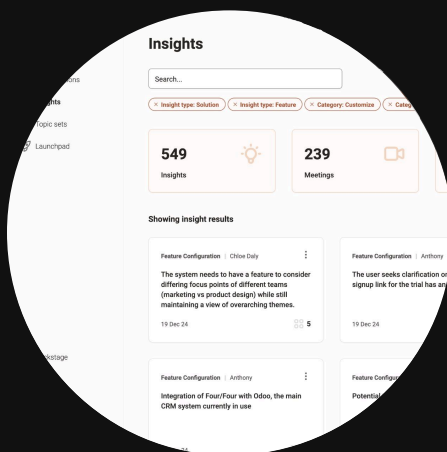 Insights
Search...
× Insight type: Solution × Insight type: Feature × Category: Customize ×
Topic sets
Launchpad
549
Insights
239
Meetings
Showing insight results
Feature Configuration | Chloe Daly
The system needs to have a feature to consider
differing focus points of different teams
(marketing vs product design) while still
maintaining a view of overarching themes.
19 Dec 24 5
Feature Configuration | Anthony
The user seeks clarification
signup link for the trial has
19 Dec 24
Feature Configuration | Anthony
Integration of Four/Four with Odoo, the main
CRM system currently in use
Feature
Potential